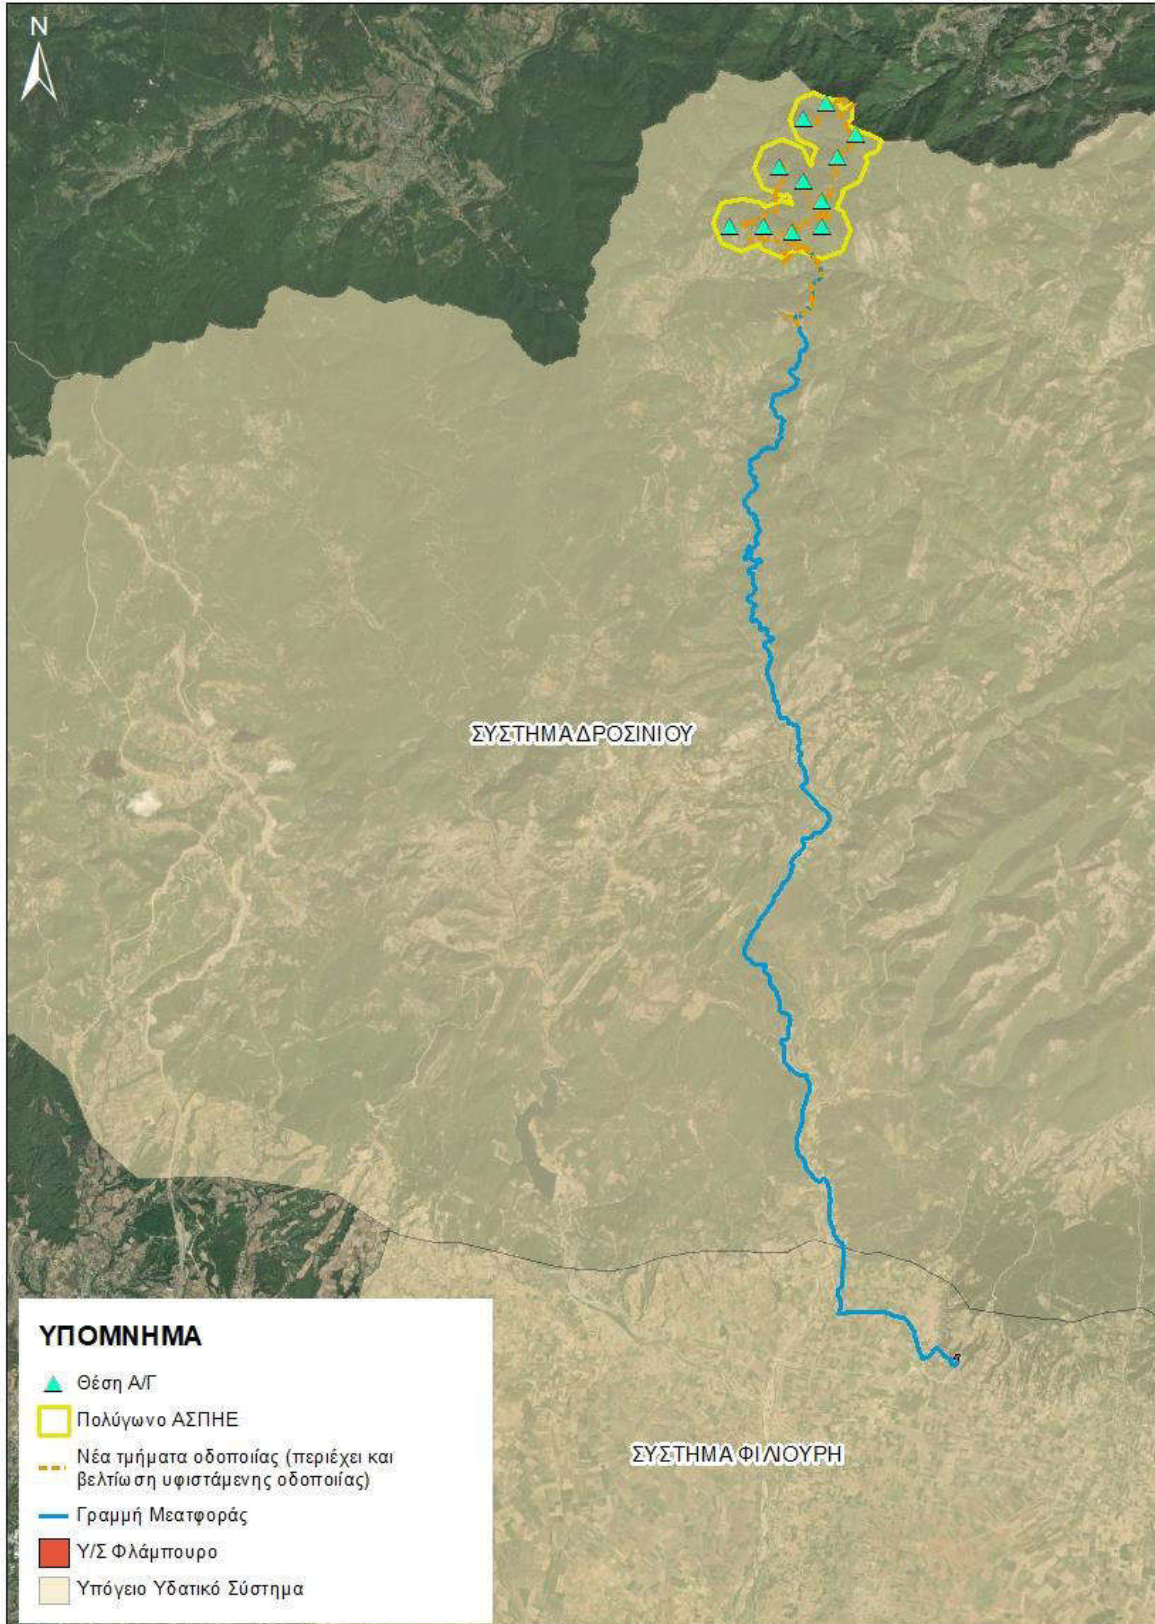 N
ΣΥΣΤΗΜΑ ΔΡΟΣΙΝΙΟΥ
ΣΥΣΤΗΜΑ ΦΙΛΙΟΥΡΗ
ΥΠΟΜΝΗΜΑ
Θέση Α/Γ
Πολύγωνο ΑΣΠΗΕ
Νέα τμήματα οδοποιίας (περιέχει και
βελτίωση υφιστάμενης οδοποιίας)
Γραμμή Μεατφοράς
Υ/Σ Φλάμπουρο
Υπόγειο Υδατικό Σύστημα